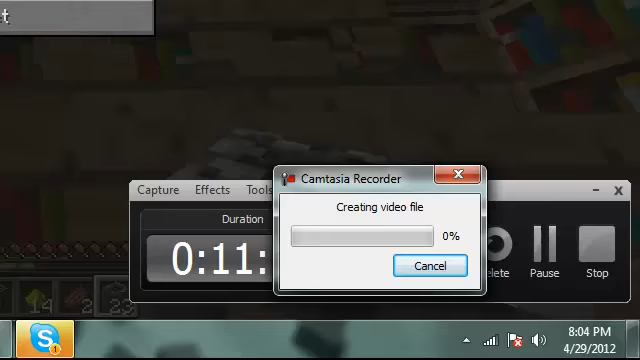 t
Capture Effects Tools
Camtasia Recorder
Creating video file
0%
Cancel
Duration
0:11:
elete Pause Stop
14 2 23
S 1
8:04 PM
4/29/2012